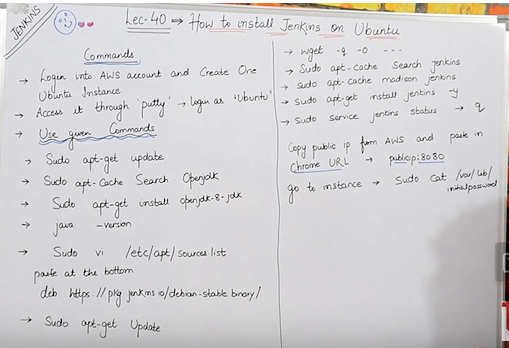 JENKINS
Lec-40 ⇒ How to install Jenkins on Ubuntu
Commands
→ Login into AWS account and Create One
Ubuntu Instance
→ Access it through 'putty' → login as 'Ubuntu'
→ Use given Commands
→ Sudo apt-get update
→ Sudo apt-Cache Search Openjdk
→ Sudo apt-get install openjdk-8-jdk
→ java -version
→ Sudo vi /etc/apt/sources list
paste at the bottom
deb https://pkg jenkins io/debian-stable binary/
→ Sudo apt-get Update
→ wget -q -O - ---
→ Sudo apt-cache Search jenkins
→ sudo apt-cache madison jenkins
→ sudo apt-get install jenkins -y
→ sudo service jenkins status → q
Copy public ip from AWS and paste in
Chrome URL → publicip:8080
go to instance → Sudo Cat /var/lib/
initialpassword